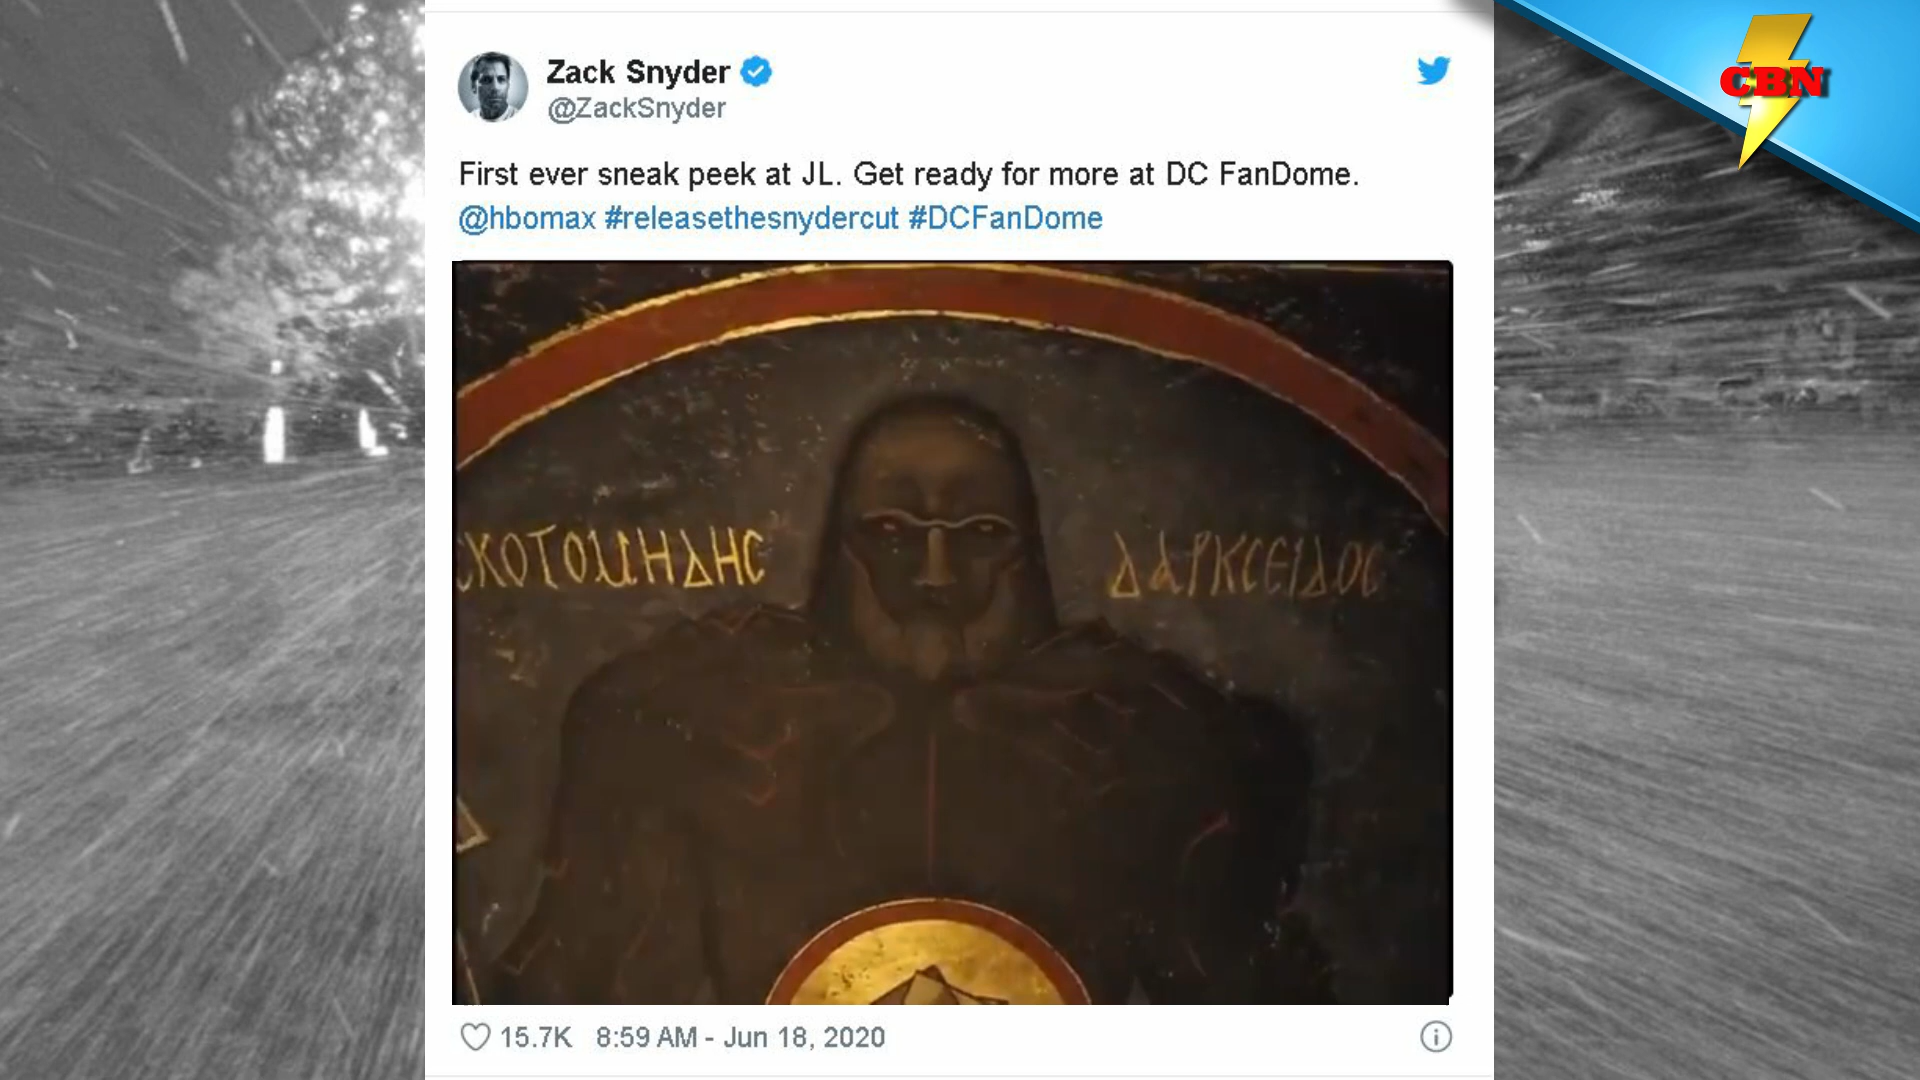 Zack Snyder
@ZackSnyder
First ever sneak peek at JL. Get ready for more at DC FanDome.
@hbomax #releasethesnydercut #DCFanDome
CΚΟΤΟΜΗΔΗC
ΔΑΡΚCΕΙΔΟC
15.7K 8:59 AM - Jun 18, 2020
CBN